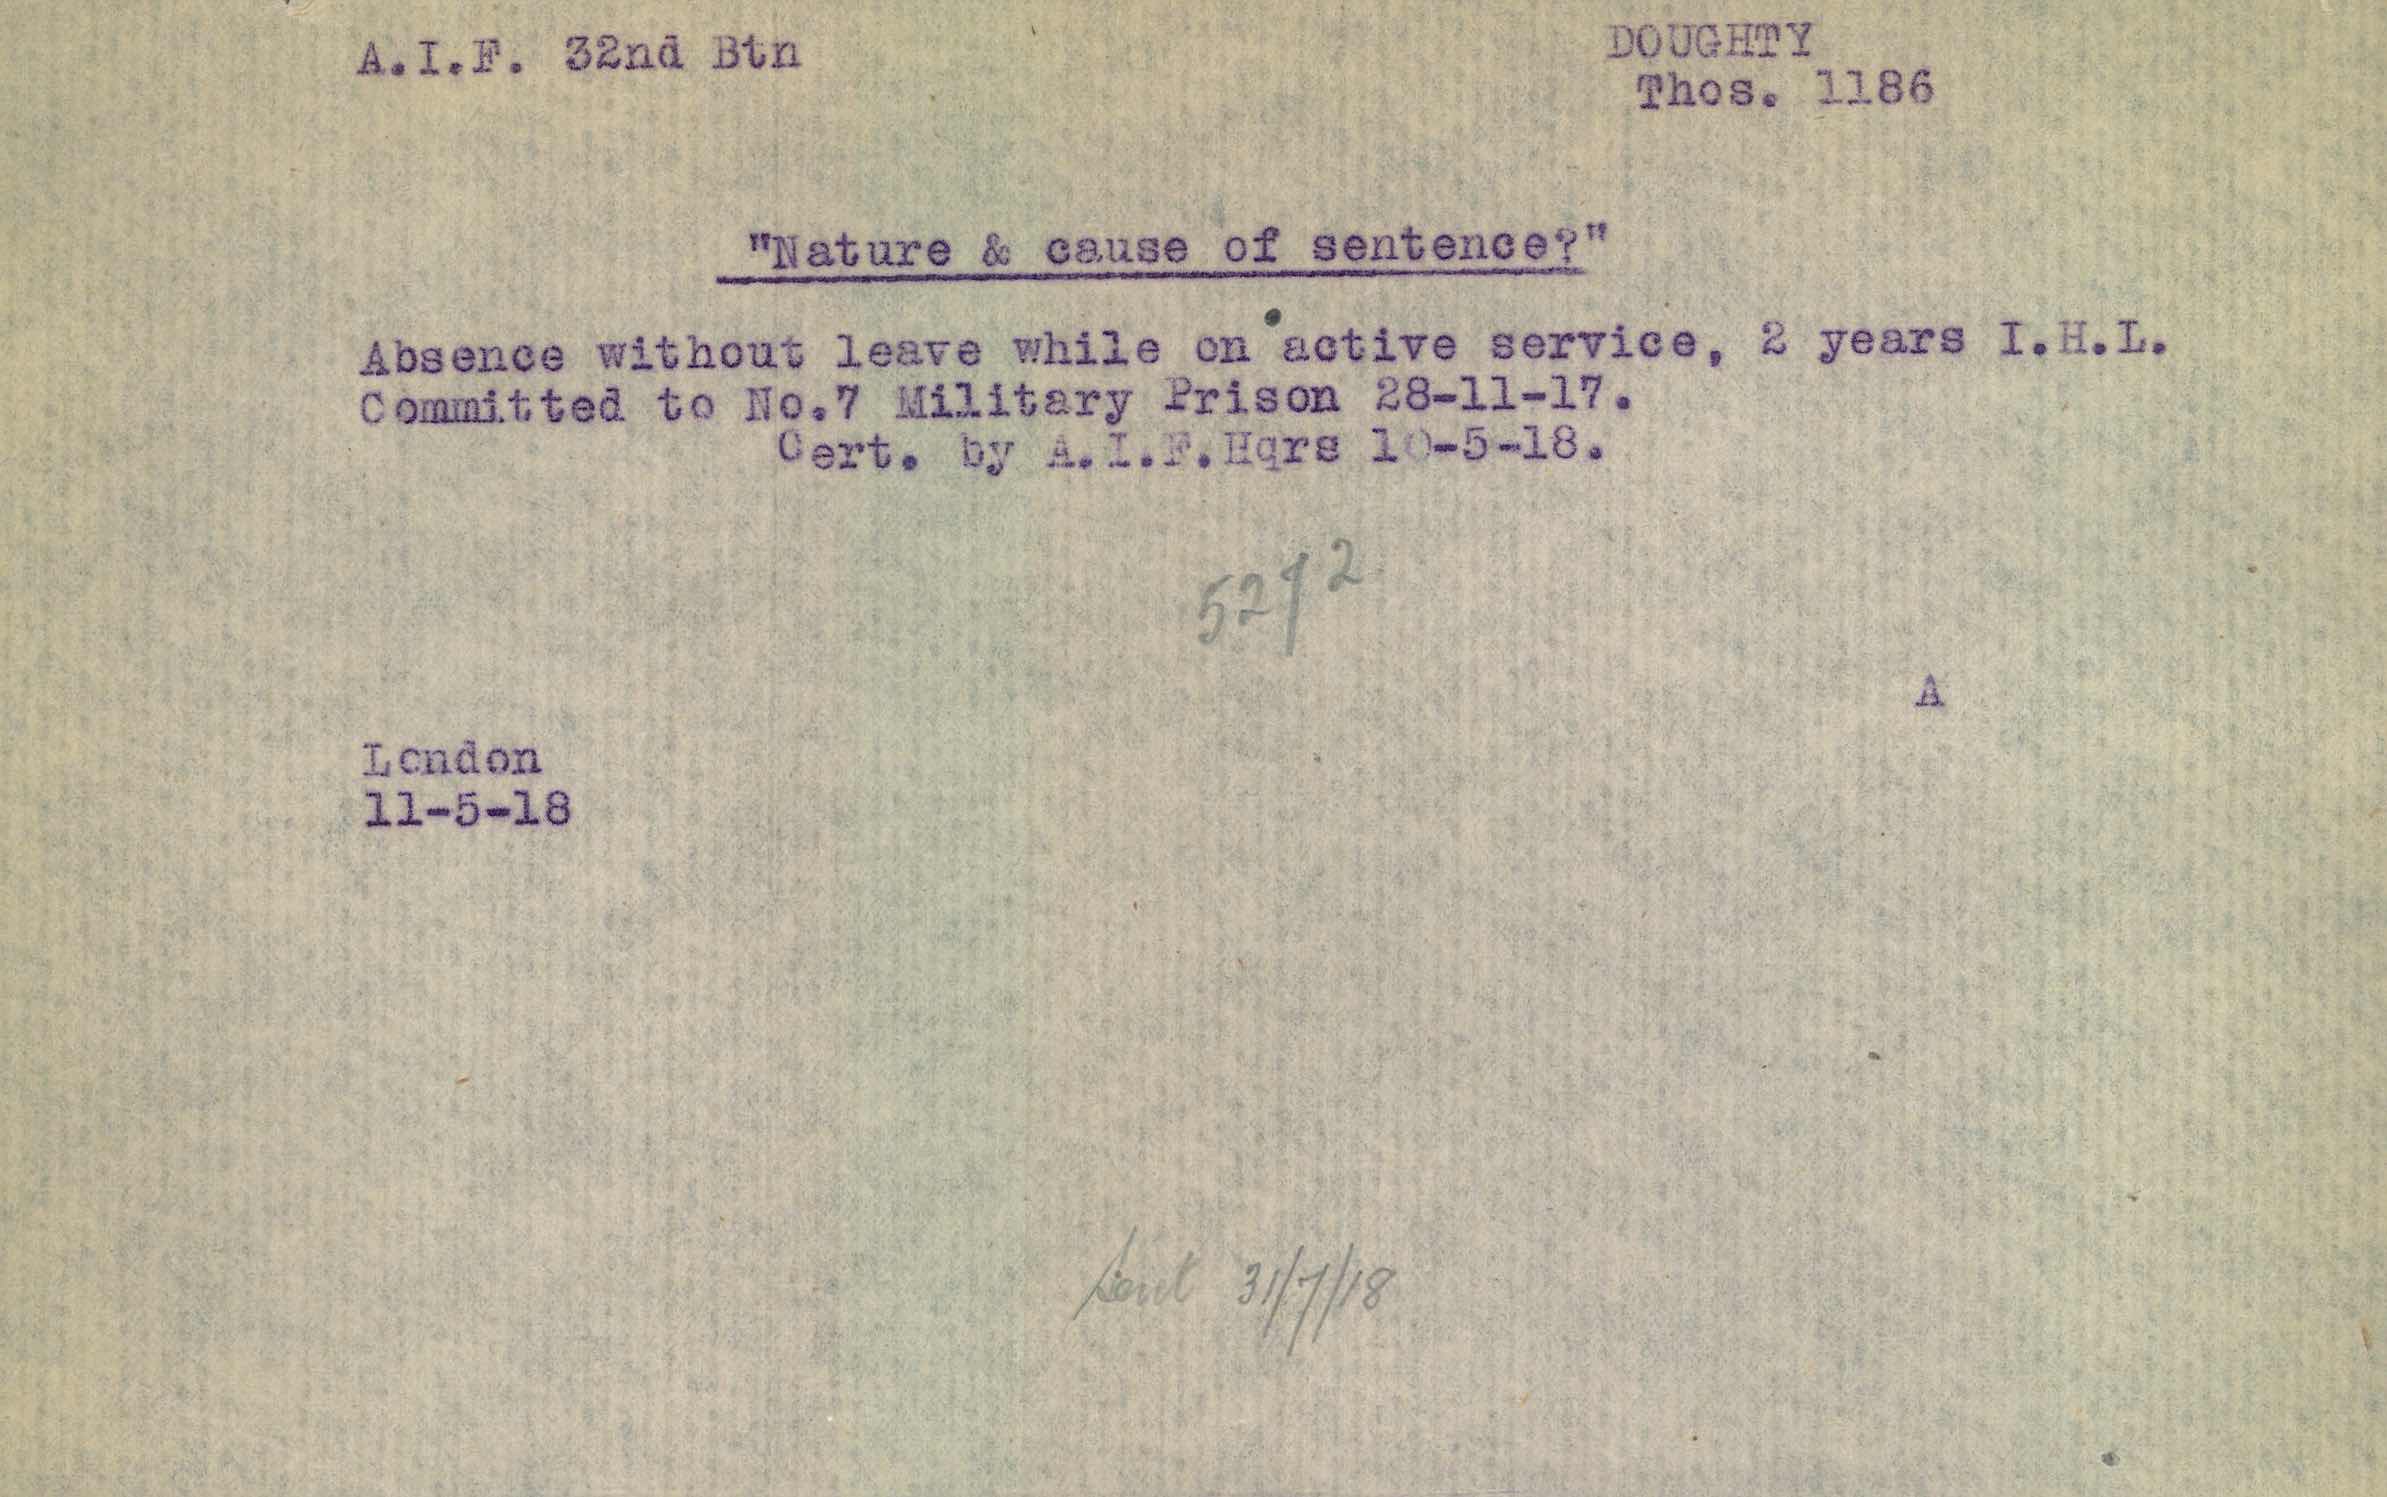 A.I.F. 32nd Btn
DOUGHTY
Thos. 1186
"Nature & cause of sentence?"
Absence without leave while on active service, 2 years I.H.L.
Committed to No.7 Military Prison 28-11-17.
Cert. by A.I.F.Hqrs 10-5-18.
A
London
11-5-18
Sent 31/7/18